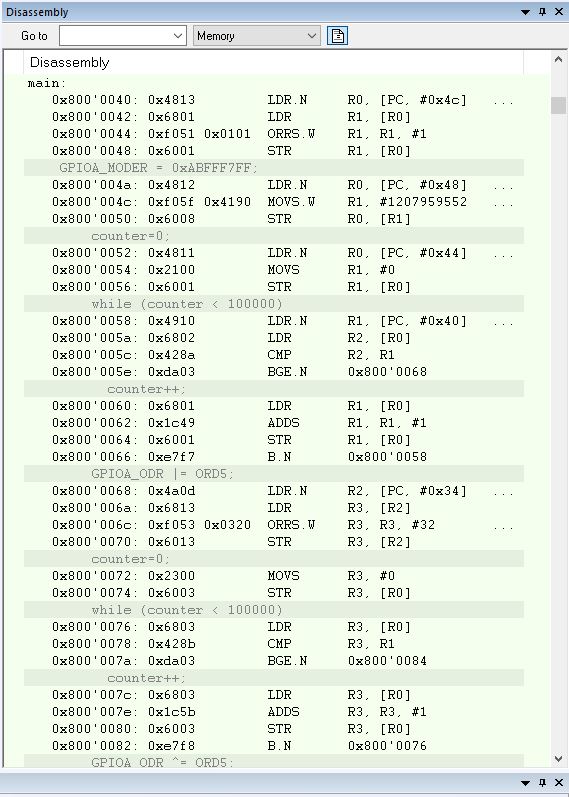 Disassembly
Go to Memory
Disassembly
main:
0x800'0040: 0x4813 LDR.N R0, [PC, #0x4c] ...
0x800'0042: 0x6801 LDR R1, [R0]
0x800'0044: 0xf051 0x0101 ORRS.W R1, R1, #1
0x800'0048: 0x6001 STR R1, [R0]
GPIOA_MODER = 0xABFFF7FF;
0x800'004a: 0x4812 LDR.N R0, [PC, #0x48] ...
0x800'004c: 0xf05f 0x4190 MOVS.W R1, #1207959552 ...
0x800'0050: 0x6008 STR R0, [R1]
counter=0;
0x800'0052: 0x4811 LDR.N R0, [PC, #0x44] ...
0x800'0054: 0x2100 MOVS R1, #0
0x800'0056: 0x6001 STR R1, [R0]
while (counter < 100000)
0x800'0058: 0x4910 LDR.N R1, [PC, #0x40] ...
0x800'005a: 0x6802 LDR R2, [R0]
0x800'005c: 0x428a CMP R2, R1
0x800'005e: 0xda03 BGE.N 0x800'0068
counter++;
0x800'0060: 0x6801 LDR R1, [R0]
0x800'0062: 0x1c49 ADDS R1, R1, #1
0x800'0064: 0x6001 STR R1, [R0]
0x800'0066: 0xe7f7 B.N 0x800'0058
GPIOA_ODR |= ORD5;
0x800'0068: 0x4a0d LDR.N R2, [PC, #0x34] ...
0x800'006a: 0x6813 LDR R3, [R2]
0x800'006c: 0xf053 0x0320 ORRS.W R3, R3, #32 ...
0x800'0070: 0x6013 STR R3, [R2]
counter=0;
0x800'0072: 0x2300 MOVS R3, #0
0x800'0074: 0x6003 STR R3, [R0]
while (counter < 100000)
0x800'0076: 0x6803 LDR R3, [R0]
0x800'0078: 0x428b CMP R3, R1
0x800'007a: 0xda03 BGE.N 0x800'0084
counter++;
0x800'007c: 0x6803 LDR R3, [R0]
0x800'007e: 0x1c5b ADDS R3, R3, #1
0x800'0080: 0x6003 STR R3, [R0]
0x800'0082: 0xe7f8 B.N 0x800'0076
GPIOA_ODR ^= ORD5;